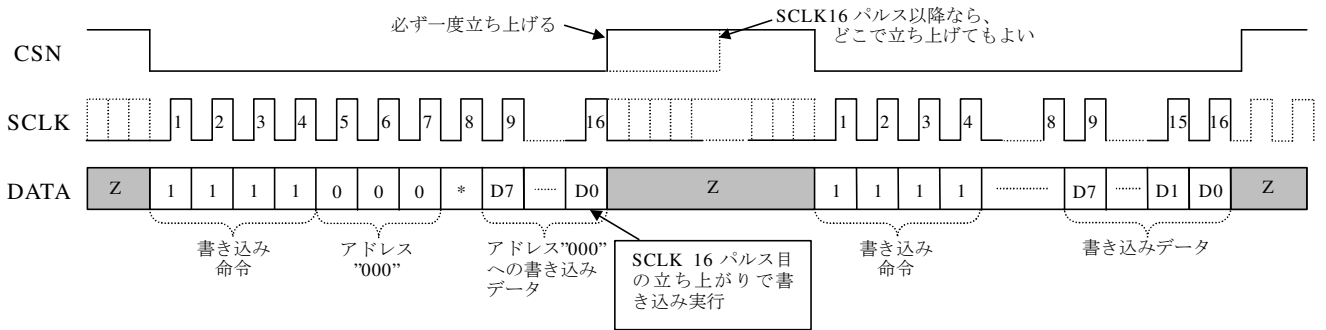 必ず一度立ち上げる
SCLK16 パルス以降なら、
どこで立ち上げてもよい
CSN
SCLK
1 2 3 4 5 6 7 8 9 16 1 2 3 4 8 9 15 16
DATA
Z 1 1 1 1 0 0 0 * D7 ...... D0 Z 1 1 1 1 .............. D7 ...... D1 D0 Z
書き込み
命令
アドレス
"000"
アドレス"000"
への書き込み
データ
SCLK 16 パルス目
の立ち上がりで書
き込み実行
書き込み
命令
書き込みデータ